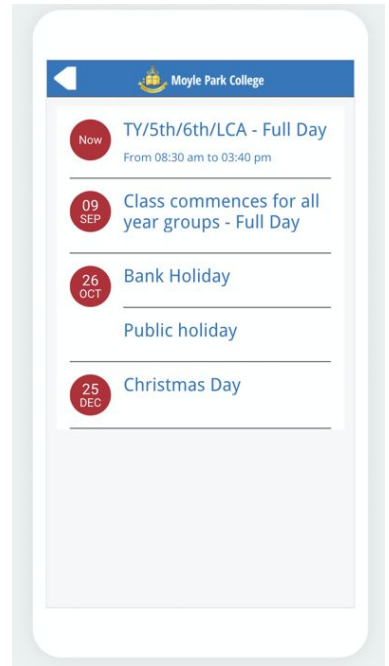 Moyle Park College
Now
TY/5th/6th/LCA - Full Day
From 08:30 am to 03:40 pm
09
SEP
Class commences for all
year groups - Full Day
26
OCT
Bank Holiday
Public holiday
25
DEC
Christmas Day